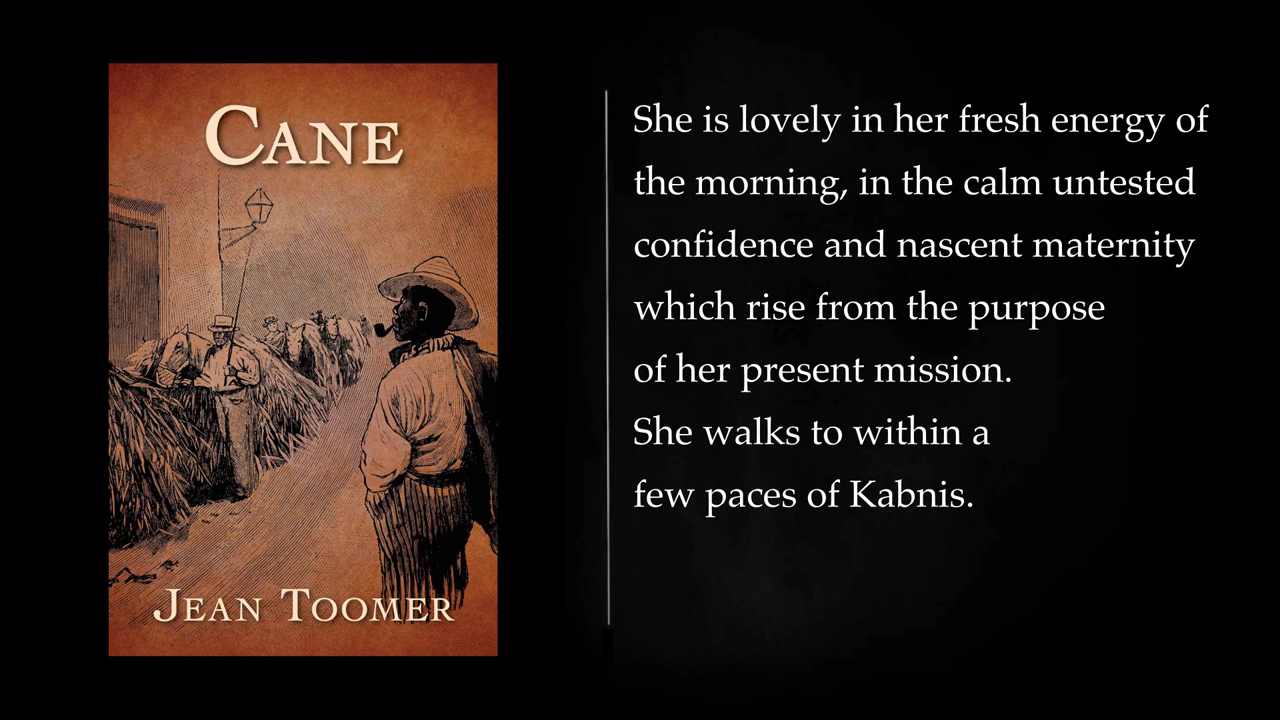 CANE
JEAN TOOMER
She is lovely in her fresh energy of
the morning, in the calm untested
confidence and nascent maternity
which rise from the purpose
of her present mission.
She walks to within a
few paces of Kabnis.